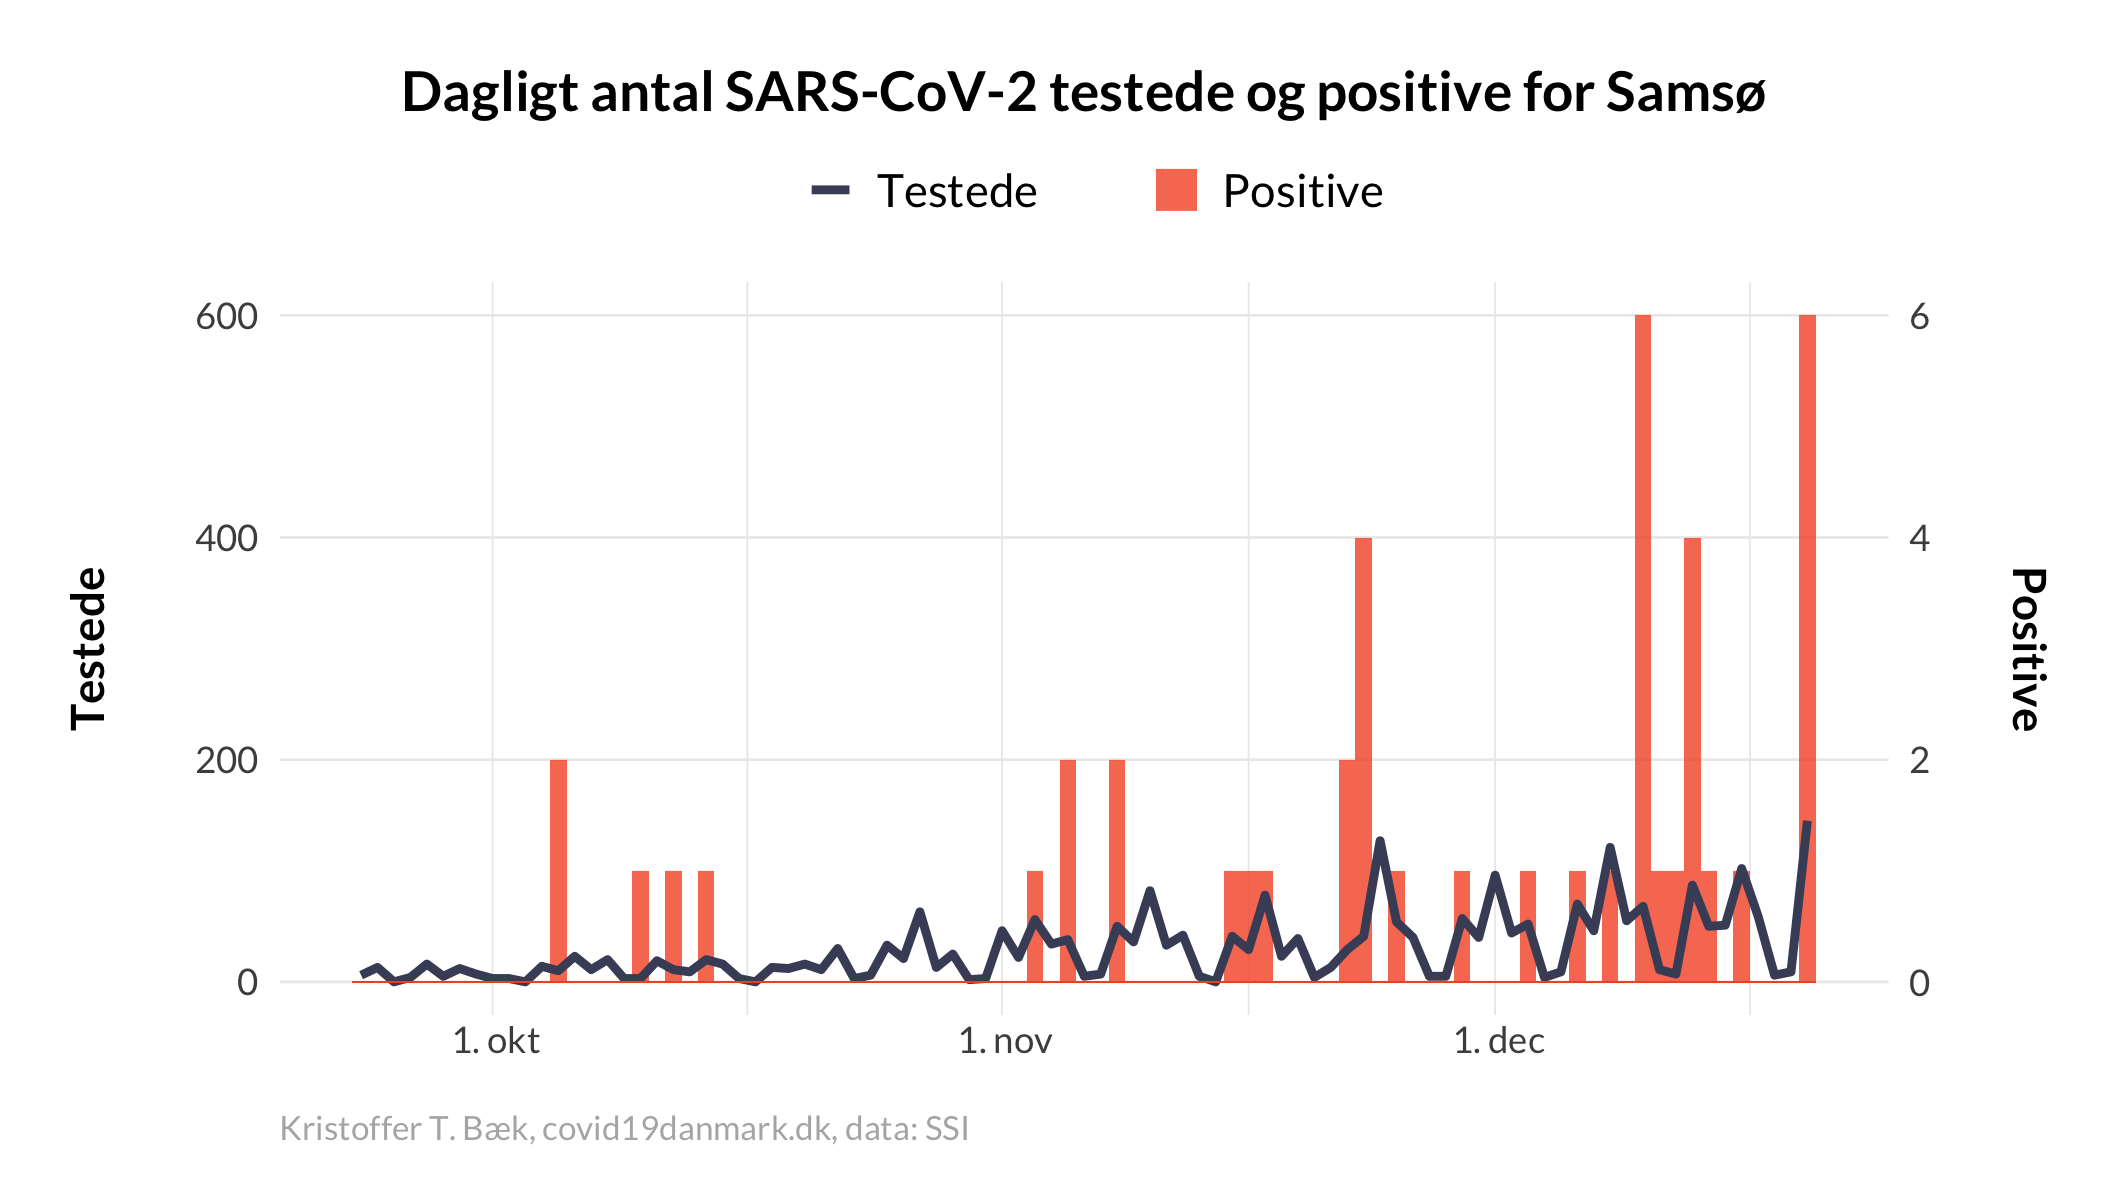 Dagligt antal SARS-CoV-2 testede og positive for Samsø
Testede
Positive
600
400
200
0
6
4
2
0
Testede
Positive
1. okt
1. nov
1. dec
Kristoffer T. Bæk, covid19danmark.dk, data: SSI